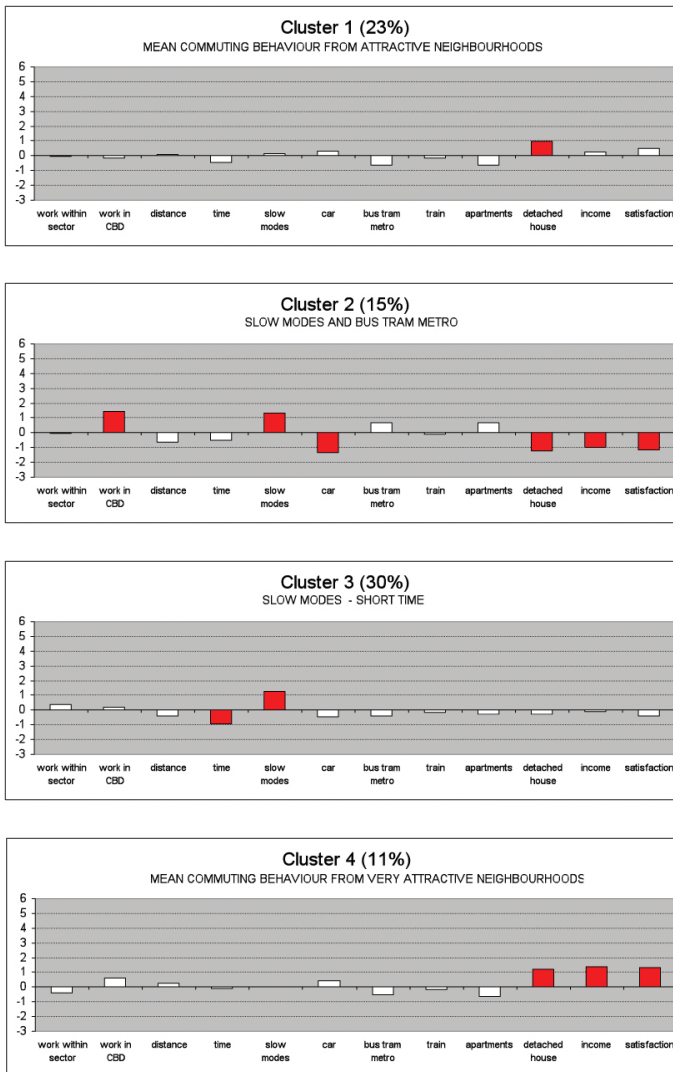 Cluster 1 (23%)
MEAN COMMUTING BEHAVIOUR FROM ATTRACTIVE NEIGHBOURHOODS
6
5
4
3
2
1
0
-1
-2
-3
work within sector
work in CBD
distance
time
slow modes
car
bus tram metro
train
apartments
detached house
income
satisfaction
Cluster 2 (15%)
SLOW MODES AND BUS TRAM METRO
6
5
4
3
2
1
0
-1
-2
-3
work within sector
work in CBD
distance
time
slow modes
car
bus tram metro
train
apartments
detached house
income
satisfaction
Cluster 3 (30%)
SLOW MODES - SHORT TIME
6
5
4
3
2
1
0
-1
-2
-3
work within sector
work in CBD
distance
time
slow modes
car
bus tram metro
train
apartments
detached house
income
satisfaction
Cluster 4 (11%)
MEAN COMMUTING BEHAVIOUR FROM VERY ATTRACTIVE NEIGHBOURHOODS
6
5
4
3
2
1
0
-1
-2
-3
work within sector
work in CBD
distance
time
slow modes
car
bus tram metro
train
apartments
detached house
income
satisfaction